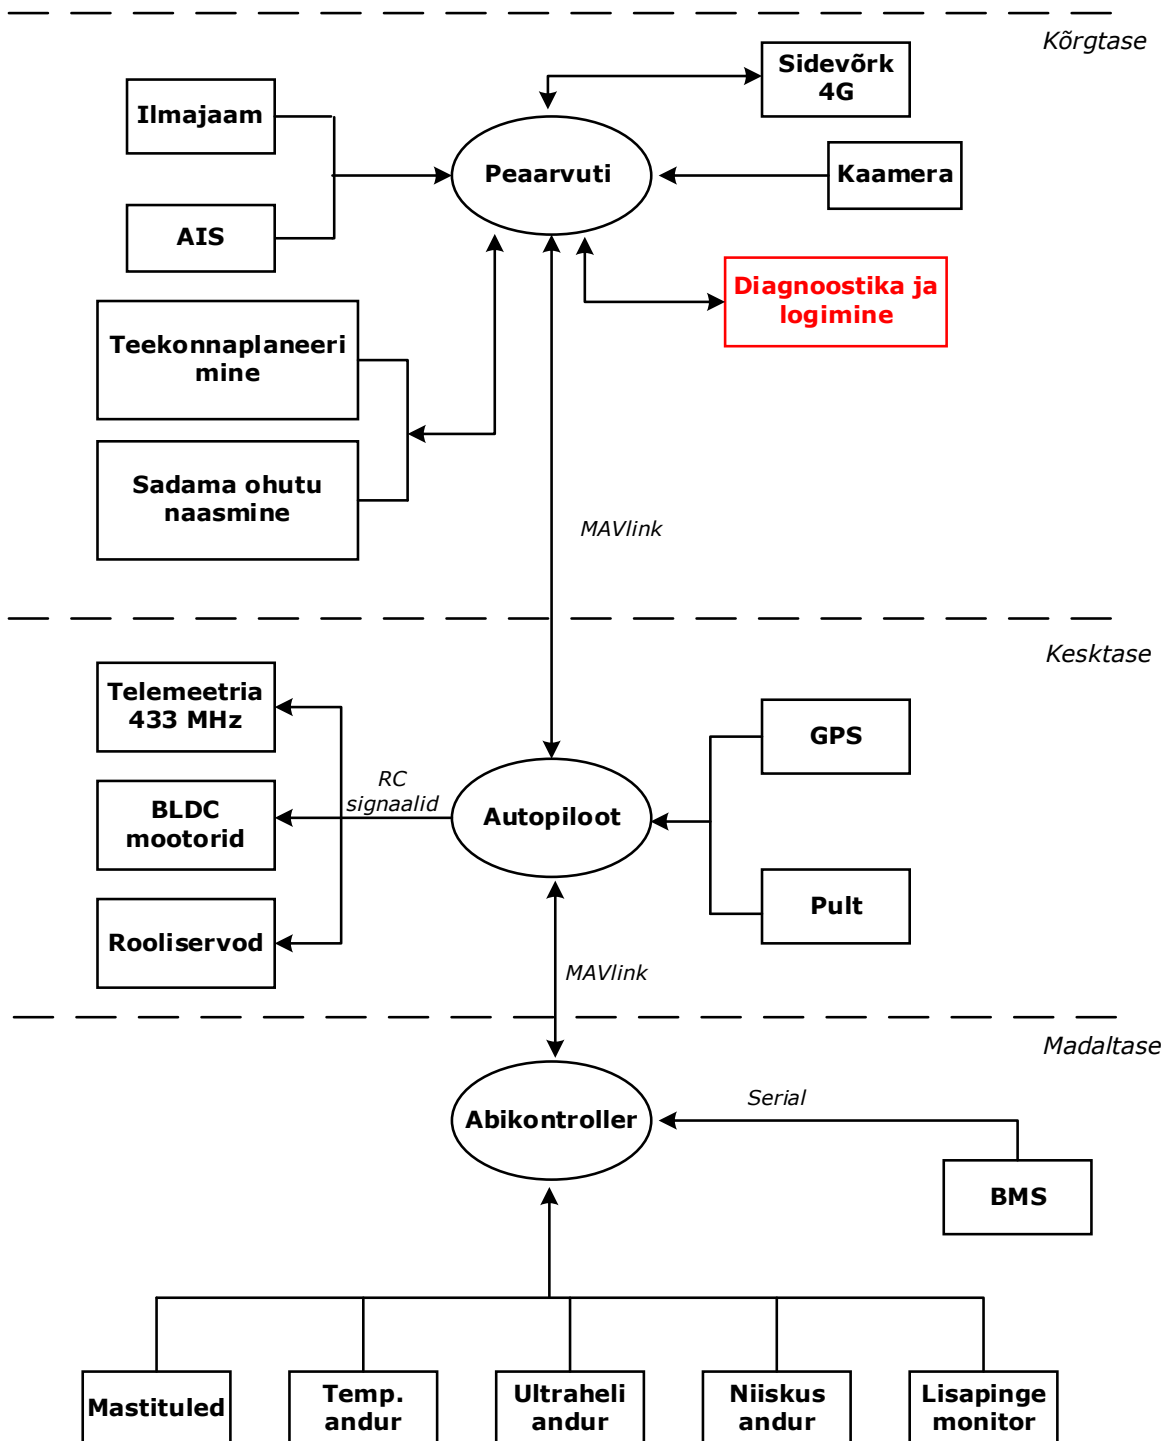 Kõrgtase
Sidevõrk
4G
Ilmajaam
Peaarvuti
Kaamera
AIS
Diagnoostika ja
logimine
Teekonnaplaneeri
mine
Sadama ohutu
naasmine
MAVlink
Kesktase
Telemeetria
433 MHz
GPS
RC
signaalid
BLDC
mootorid
Autopiloot
Pult
Rooliservod
MAVlink
Madaltase
Serial
Abikontroller
BMS
Mastituled
Temp.
andur
Ultraheli
andur
Niiskus
andur
Lisapinge
monitor